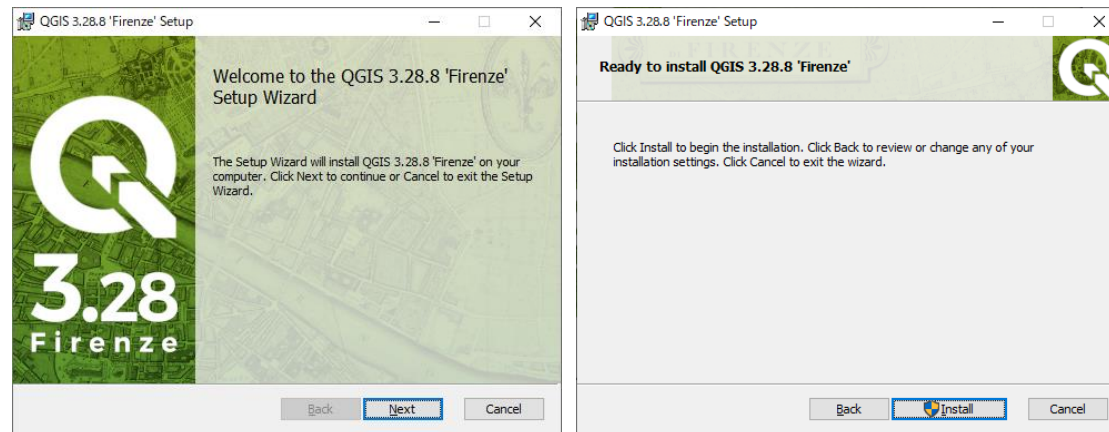 QGIS 3.28.8 'Firenze' Setup
Welcome to the QGIS 3.28.8 'Firenze'
Setup Wizard
The Setup Wizard will install QGIS 3.28.8 'Firenze' on your
computer. Click Next to continue or Cancel to exit the Setup
Wizard.
3.28
Firenze
Back
Next
Cancel
QGIS 3.28.8 'Firenze' Setup
FIRENZE
Ready to install QGIS 3.28.8 'Firenze'
Click Install to begin the installation. Click Back to review or change any of your
installation settings. Click Cancel to exit the wizard.
Back
Install
Cancel